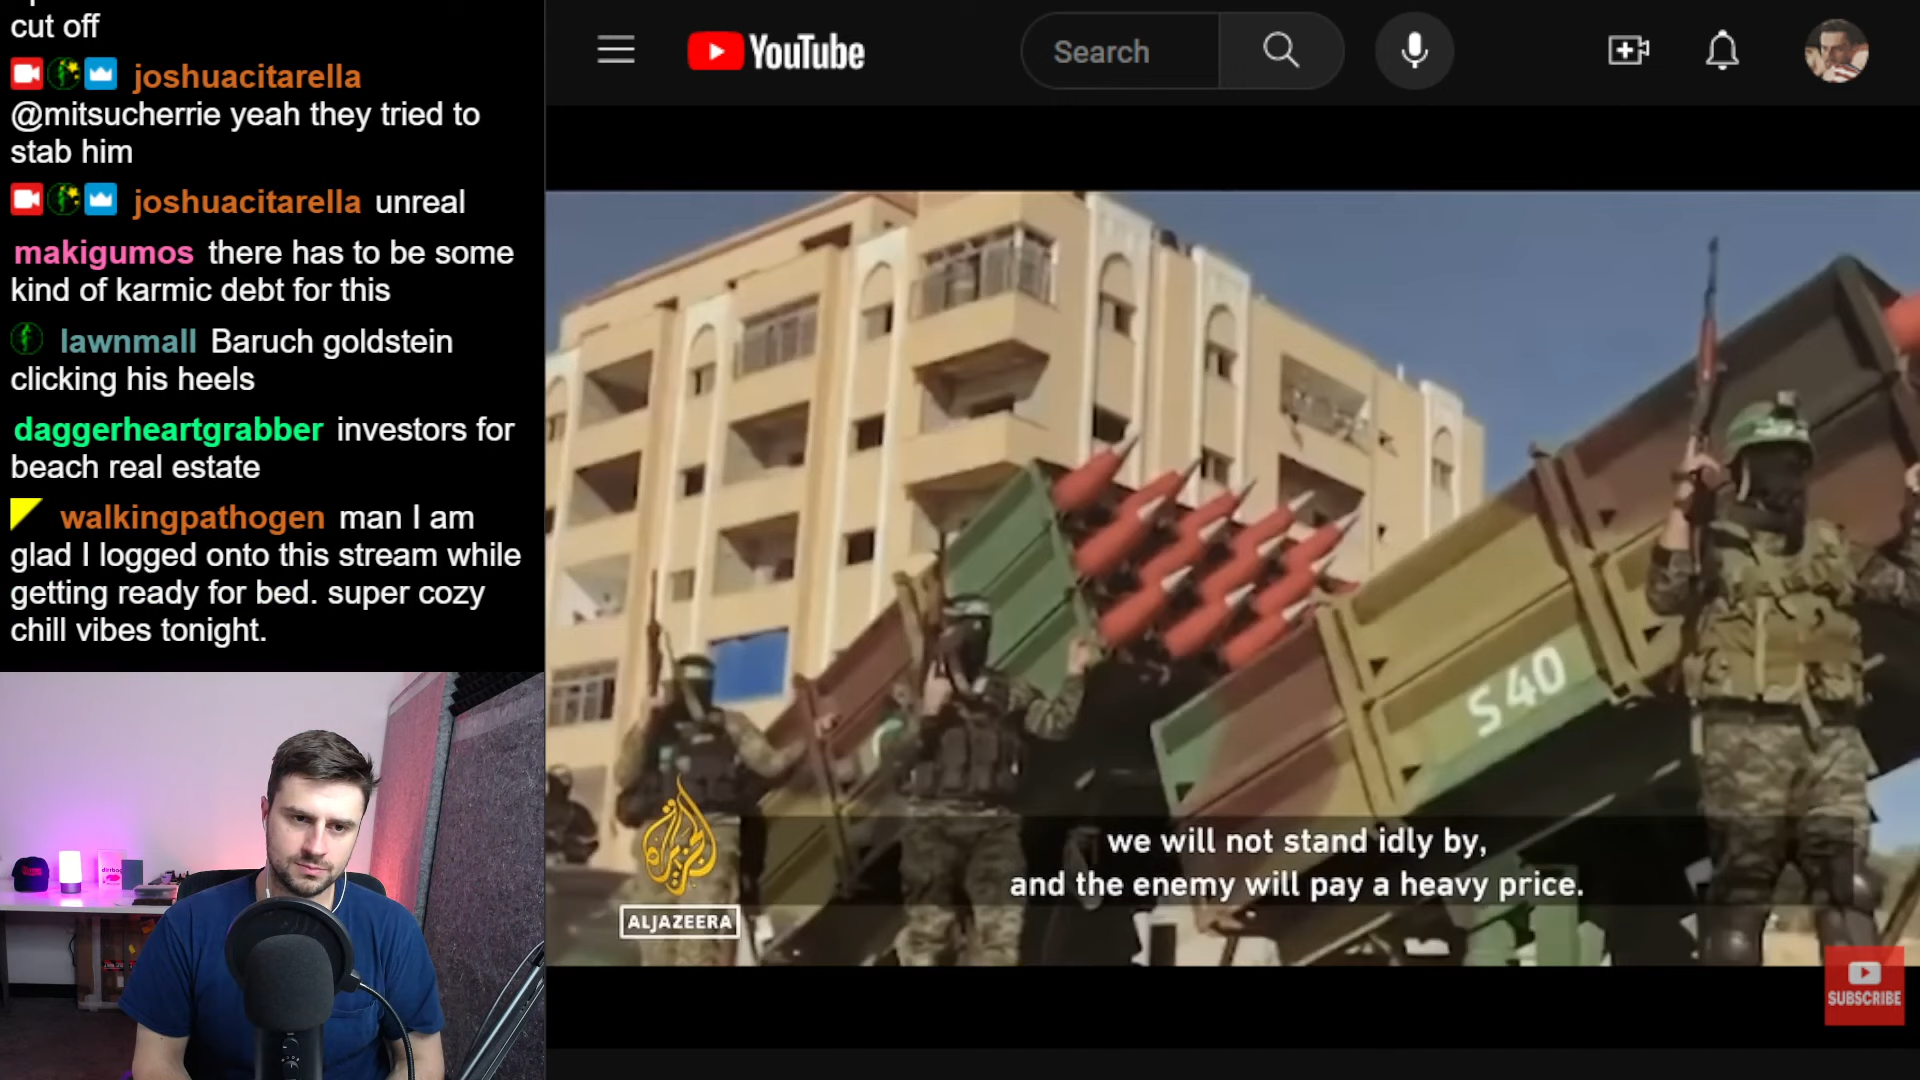 cut off
joshuacitarella
@mitsucherrie yeah they tried to
stab him
joshuacitarella unreal
makigumos there has to be some
kind of karmic debt for this
lawnmall Baruch goldstein
clicking his heels
daggerheartgrabber investors for
beach real estate
walkingpathogen man I am
glad I logged onto this stream while
getting ready for bed. super cozy
chill vibes tonight.
YouTube
Search
S 40
we will not stand idly by,
and the enemy will pay a heavy price.
ALJAZEERA
SUBSCRIBE